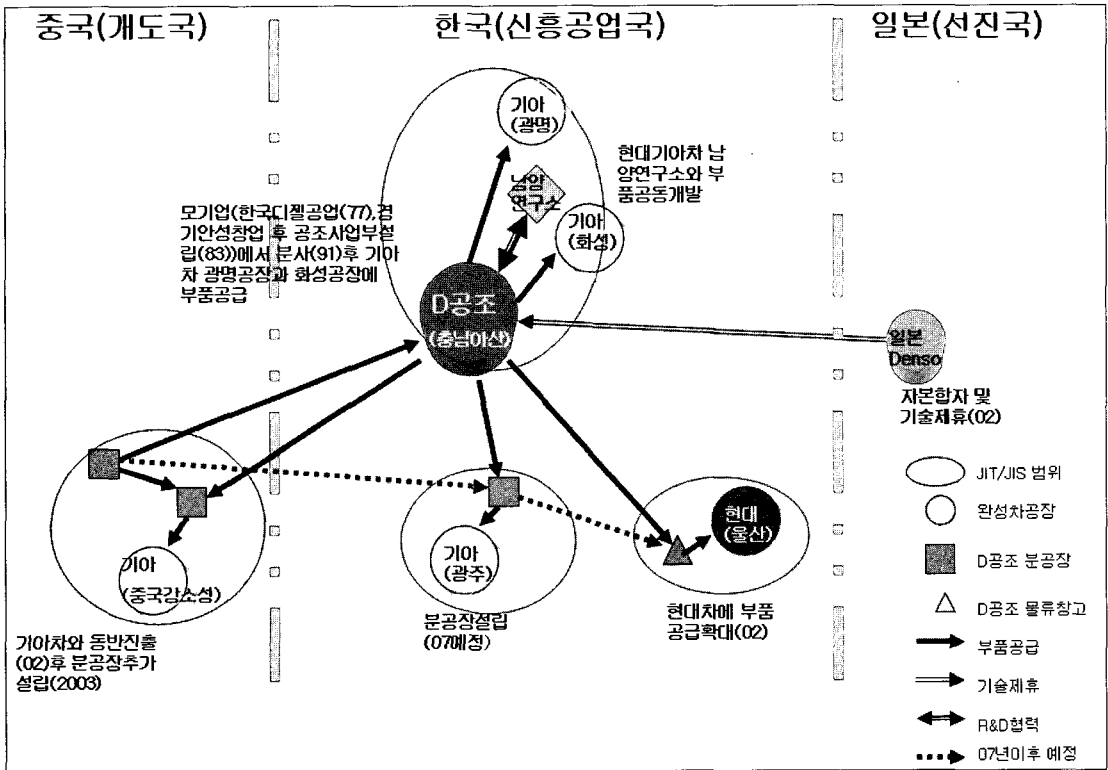 중국(개도국)
한국(신흥공업국)
일본(선진국)
기아
(광명)
현대기아차 남
양연구소와 부
품공동개발
남양
연구소
기아
(화성)
모기업(한국디젤공업(77),경
기안성창업 후 공조사업부설
립(83))에서 분사(91)후 기아
차 광명공장과 화성공장에
부품공급
D공조
(충남아산)
일본
Denso
자본합자 및
기술제휴(02)
기아
(중국강소성)
기아차와 동반진출
(02)후 분공장추가
설립(2003)
기아
(광주)
분공장설립
(07예정)
현대
(울산)
현대차에 부품
공급확대(02)
JIT/JIS 범위
완성차공장
D공조 분공장
D공조 물류창고
부품공급
기술제휴
R&D협력
07년이후 예정